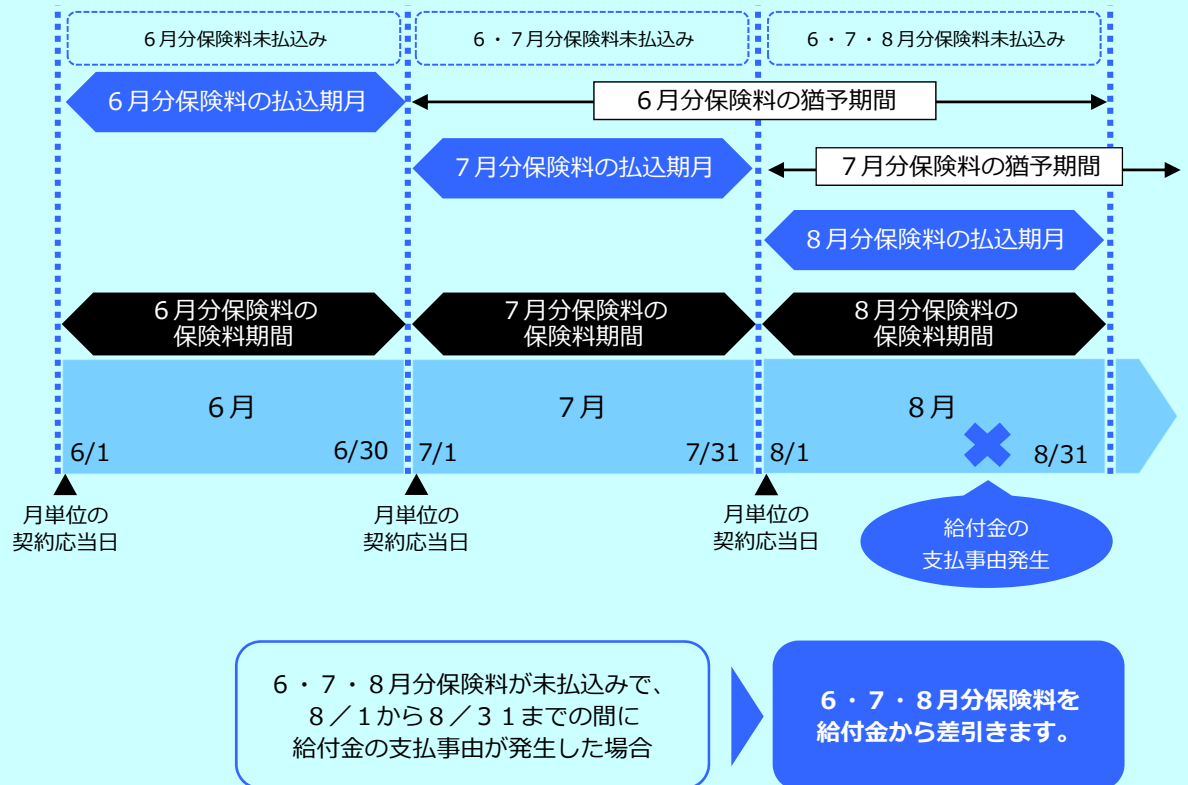 6月分保険料未払込み
6・7月分保険料未払込み
6・7・8月分保険料未払込み
6月分保険料の払込期月
6月分保険料の猶予期間
7月分保険料の払込期月
7月分保険料の猶予期間
8月分保険料の払込期月
6月分保険料の
保険料期間
7月分保険料の
保険料期間
8月分保険料の
保険料期間
6月
7月
8月
6/1
6/30
7/1
7/31
8/1
8/31
月単位の
契約応当日
月単位の
契約応当日
月単位の
契約応当日
給付金の
支払事由発生
6・7・8月分保険料が未払込みで、
8/1から8/31までの間に
給付金の支払事由が発生した場合
6・7・8月分保険料を
給付金から差引きます。